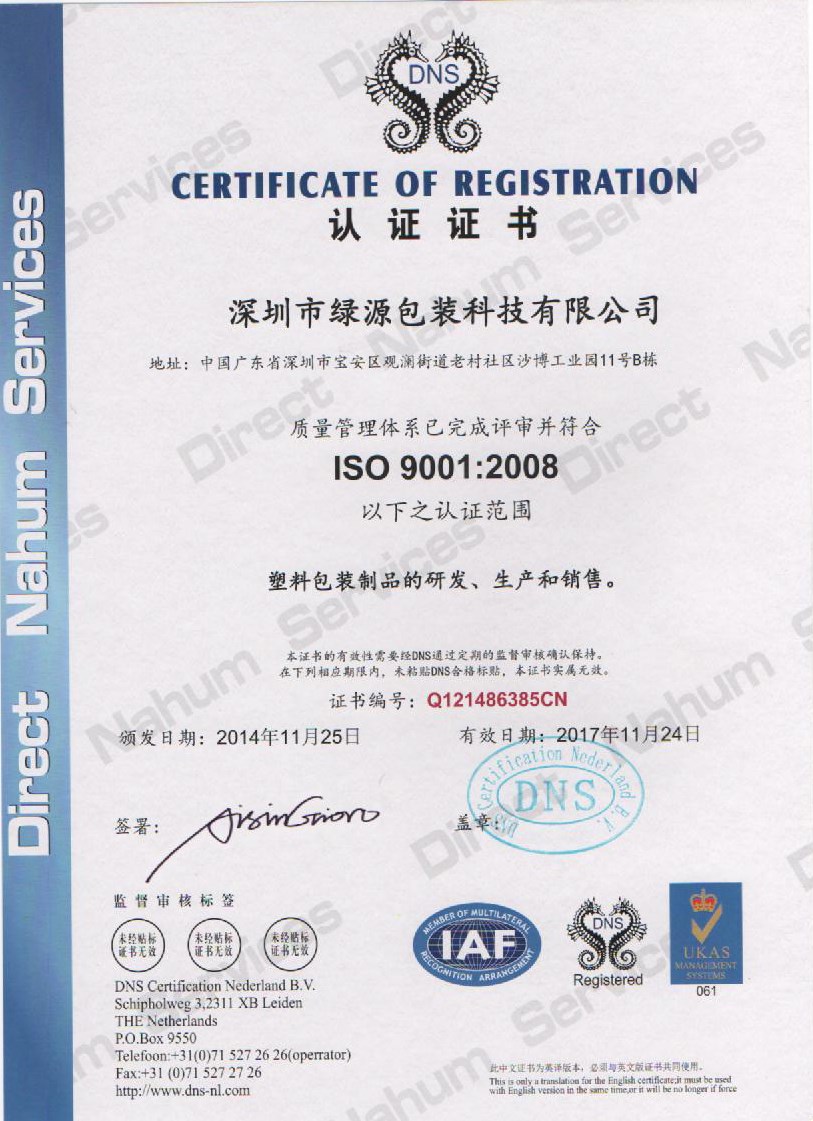 DNS
CERTIFICATE OF REGISTRATION
认证证书
深圳市绿源包装科技有限公司
地址：中国广东省深圳市宝安区观澜街道老村社区沙博工业园11号B栋
质量管理体系已完成评审并符合
ISO 9001:2008
以下之认证范围
塑料包装制品的研发、生产和销售。
本证书的有效性需要经DNS通过定期的监督审核确认保持。
在下列相应期限内，未粘贴DNS合格标贴，本证书实属无效。
证书编号：Q121486385CN
颁发日期：2014年11月25日
有效日期：2017年11月24日
签署：
盖章：
DNS Certification Nederland B.V.
DNS
监督审核标签
未经贴标
证书无效
未经贴标
证书无效
未经贴标
证书无效
MEMBER OF MULTILATERAL
IAF
RECOGNITION ARRANGEMENT
DNS
Registered
UKAS
MANAGEMENT
SYSTEMS
061
DNS Certification Nederland B.V.
Schipholweg 3,2311 XB Leiden
THE Netherlands
P.O.Box 9550
Telefoon:+31(0)71 527 26 26(operrator)
Fax:+31 (0)71 527 27 26
http://www.dns-nl.com
此中文证书为英译版本，必须与英文版证书共同使用。
This is only a translation for the English certificate;it must be used
with English version in the same time,or it will be no longer if force
Direct Nahum Services
Direct Nahum Services